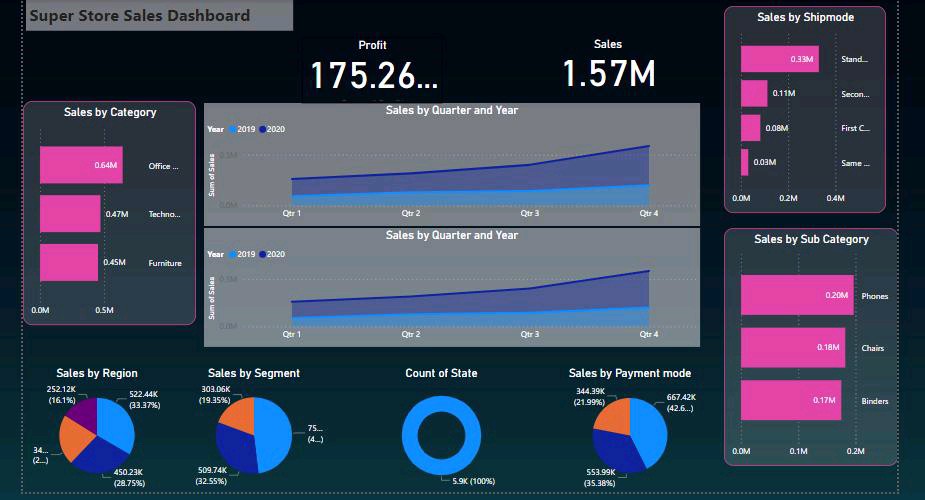 Super Store Sales Dashboard
Profit
175.26...
Sales
1.57M
Sales by Shipmode
0.33M Stand...
0.11M Secon...
0.08M First C...
0.03M Same ...
0.0M 0.2M 0.4M
Sales by Category
0.64M Office ...
0.47M Techno...
0.45M Furniture
0.0M 0.5M
Sales by Quarter and Year
Year 2019 2020
Sum of Sales
0.5M
0.0M
Qtr 1 Qtr 2 Qtr 3 Qtr 4
Sales by Quarter and Year
Year 2019 2020
Sum of Sales
0.5M
0.0M
Qtr 1 Qtr 2 Qtr 3 Qtr 4
Sales by Sub Category
0.20M Phones
0.18M Chairs
0.17M Binders
0.0M 0.1M 0.2M
Sales by Region
252.12K
(16.1%)
522.44K
(33.37%)
34...
(2...)
450.23K
(28.75%)
Sales by Segment
303.06K
(19.35%)
75...
(4...)
509.74K
(32.55%)
Count of State
5.9K (100%)
Sales by Payment mode
344.39K
(21.99%)
667.42K
(42.6...)
553.99K
(35.38%)